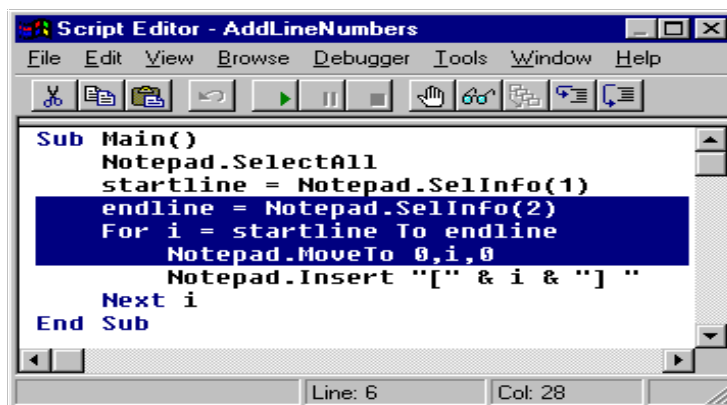 Script Editor - AddLineNumbers
File Edit View Browse Debugger Tools Window Help
Sub Main()
    Notepad.SelectAll
    startline = Notepad.SelInfo(1)
    endline = Notepad.SelInfo(2)
    For i = startline To endline
        Notepad.MoveTo 0,i,0
        Notepad.Insert "[" & i & "] "
    Next i
End Sub
Line: 6 Col: 28